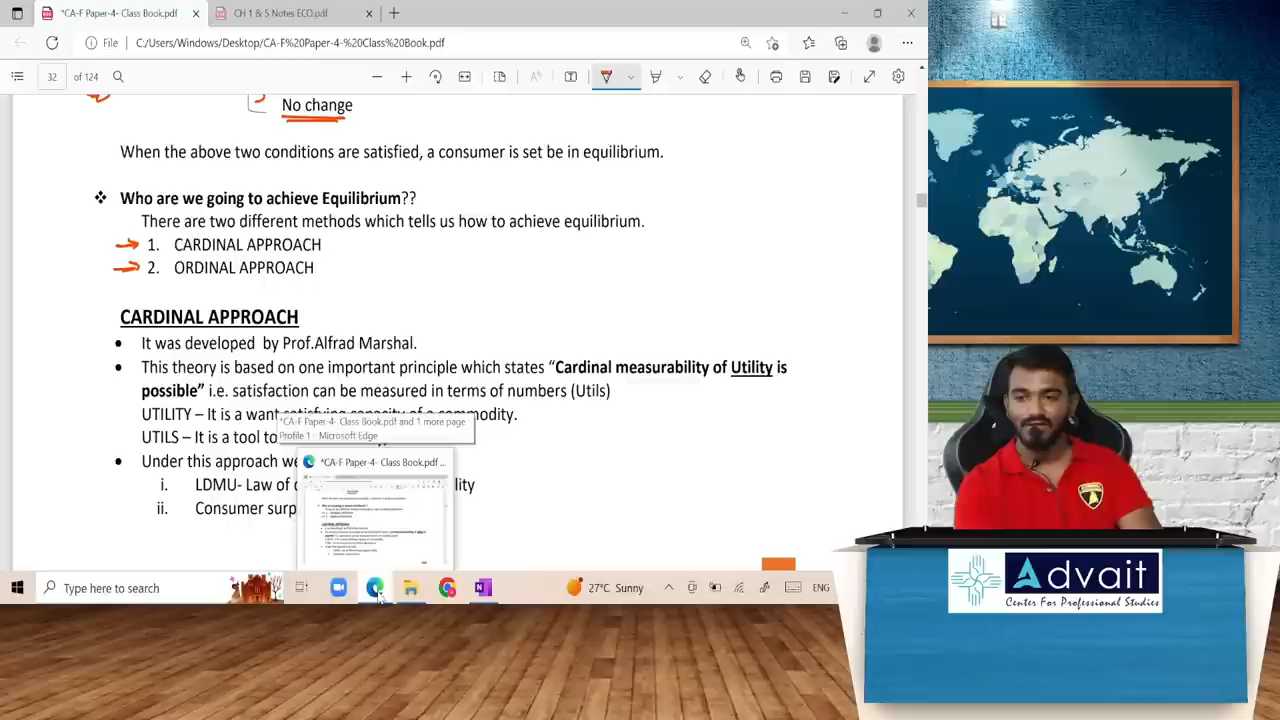 *CA-F Paper-4- Class Book.pdf
CH 1 & 5 Notes ECO.pdf
File
C:/Users/Windows/Desktop/CA-F%20Paper-4-%20Class%20Book.pdf
32 of 124
No change
When the above two conditions are satisfied, a consumer is set be in equilibrium.
❖ Who are we going to achieve Equilibrium??
There are two different methods which tells us how to achieve equilibrium.
1. CARDINAL APPROACH
2. ORDINAL APPROACH
CARDINAL APPROACH
• It was developed by Prof.Alfrad Marshal.
• This theory is based on one important principle which states “Cardinal measurability of Utility is
possible” i.e. satisfaction can be measured in terms of numbers (Utils)
UTILITY – It is a want satisfying capacity of a commodity.
*CA-F Paper-4- Class Book.pdf and 1 more page
Profile 1 - Microsoft Edge
UTILS – It is a tool to
• Under this approach we
*CA-F Paper-4- Class Book.pdf ...
i. LDMU- Law of
ii. Consumer surp
Type here to search
27°C Sunny
ENG
Advait
Center For Professional Studies